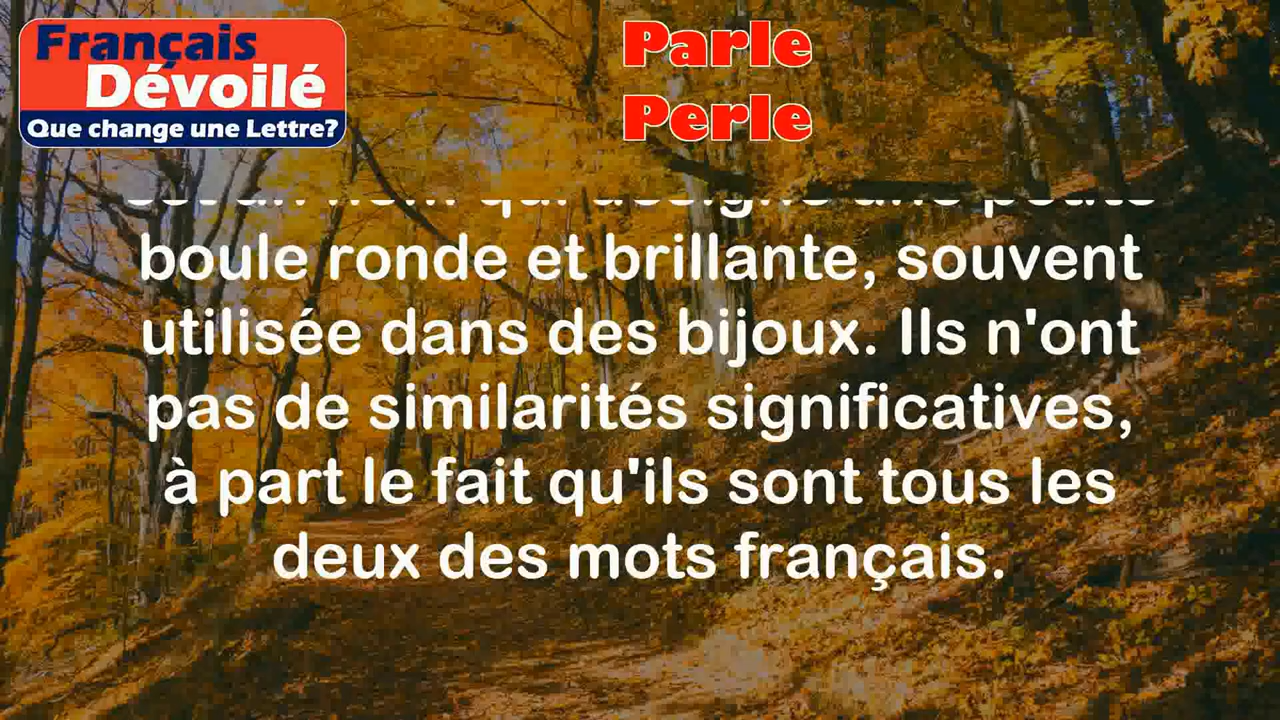 Français
Dévoilé
Que change une Lettre?
Parle
Perle
boule ronde et brillante, souvent
utilisée dans des bijoux. Ils n'ont
pas de similarités significatives,
à part le fait qu'ils sont tous les
deux des mots français.